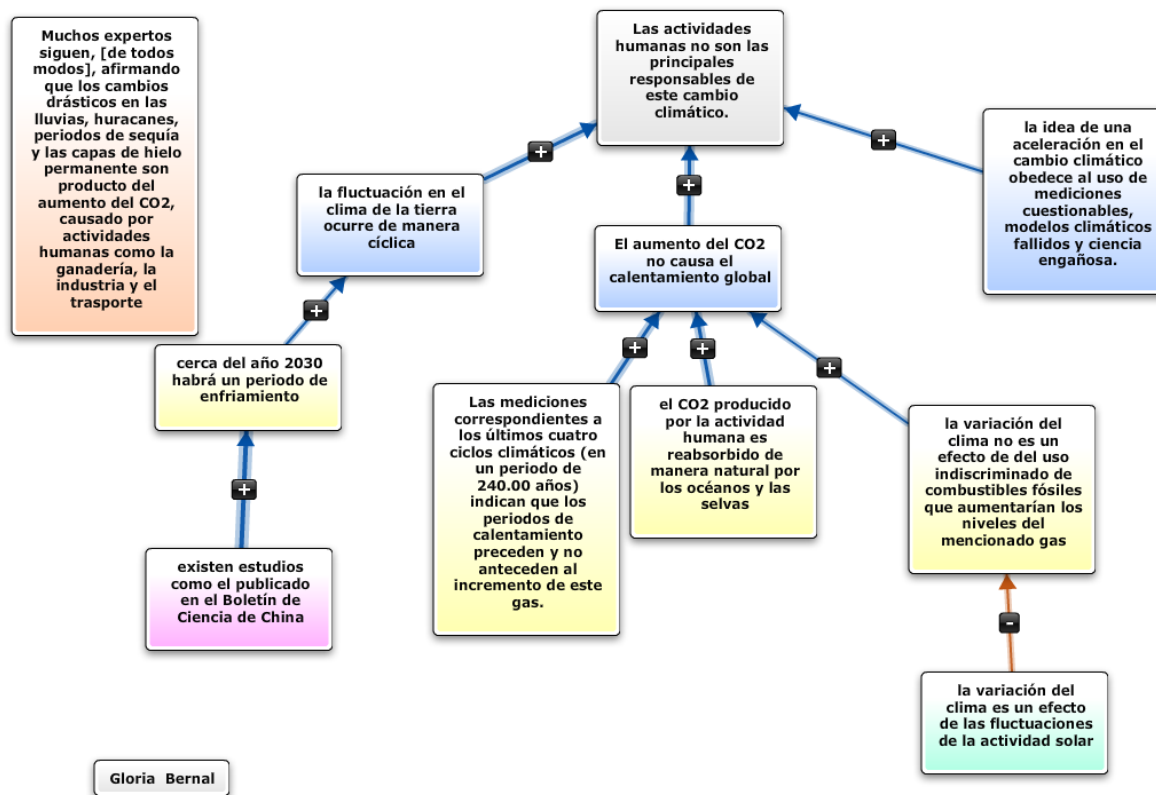 Muchos expertos
siguen, [de todos
modos], afirmando
que los cambios
drásticos en las
lluvias, huracanes,
periodos de sequía
y las capas de hielo
permanente son
producto del
aumento del CO2,
causado por
actividades
humanas como la
ganadería, la
industria y el
trasporte
Las actividades
humanas no son las
principales
responsables de
este cambio
climático.
la idea de una
aceleración en el
cambio climático
obedece al uso de
mediciones
cuestionables,
modelos climáticos
fallidos y ciencia
engañosa.
+
+
+
la fluctuación en el
clima de la tierra
ocurre de manera
cíclica
El aumento del CO2
no causa el
calentamiento global
+
+
+
+
cerca del año 2030
habrá un periodo de
enfriamiento
Las mediciones
correspondientes a
los últimos cuatro
ciclos climáticos (en
un periodo de
240.00 años)
indican que los
periodos de
calentamiento
preceden y no
anteceden al
incremento de este
gas.
el CO2 producido
por la actividad
humana es
reabsorbido de
manera natural por
los océanos y las
selvas
la variación del
clima no es un
efecto de del uso
indiscriminado de
combustibles fósiles
que aumentarían los
niveles del
mencionado gas
+
existen estudios
como el publicado
en el Boletín de
Ciencia de China
-
la variación del
clima es un efecto
de las fluctuaciones
de la actividad solar
Gloria Bernal